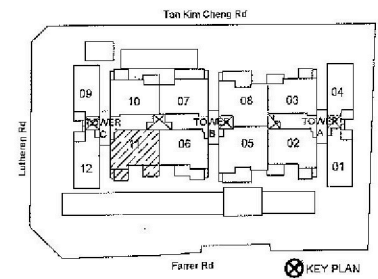 Tan Kim Cheng Rd
09 10 07 08 03 04
TOWER C
TOWER B
TOWER A
12 11 06 05 02 01
Lutheran Rd
Farrer Rd
KEY PLAN